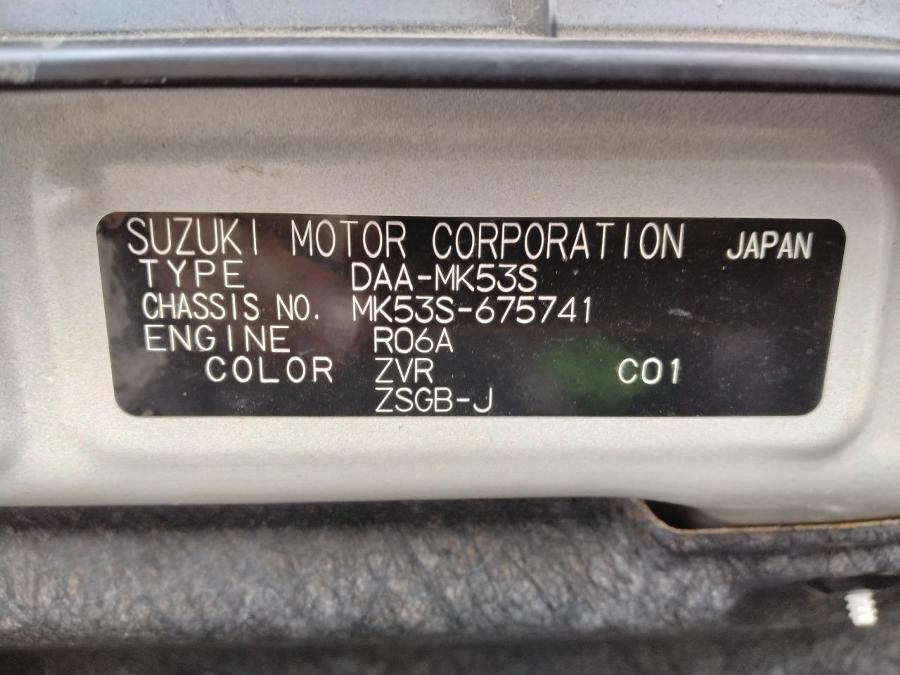 SUZUKI MOTOR CORPORATION JAPAN
TYPE DAA-MK53S
CHASSIS NO. MK53S-675741
ENGINE R06A
COLOR ZVR C01
ZSGB-J